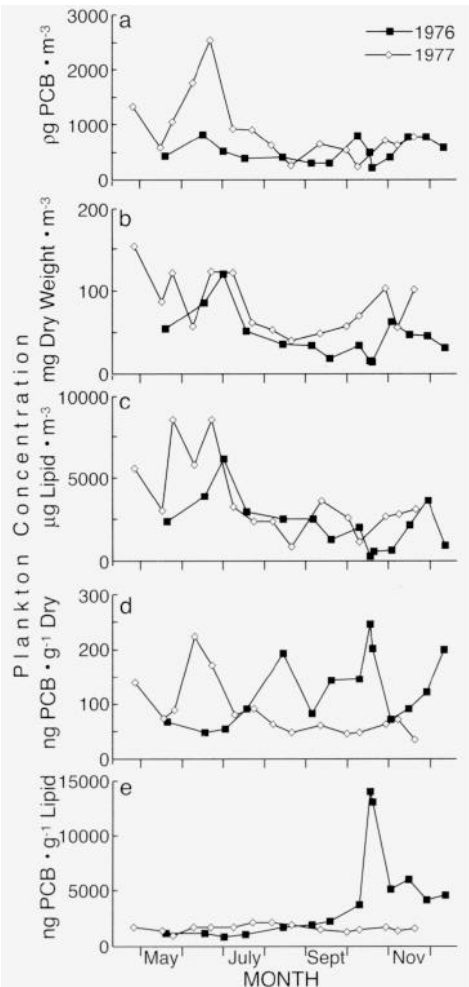 a
1976
1977
3000
2000
1000
0
ρg PCB • m-3
b
200
100
0
mg Dry Weight • m-3
c
10000
5000
0
μg Lipid • m-3
Plankton Concentration
d
300
200
100
0
ng PCB • g-1 Dry
e
15000
10000
5000
0
ng PCB • g-1 Lipid
May July Sept Nov
MONTH